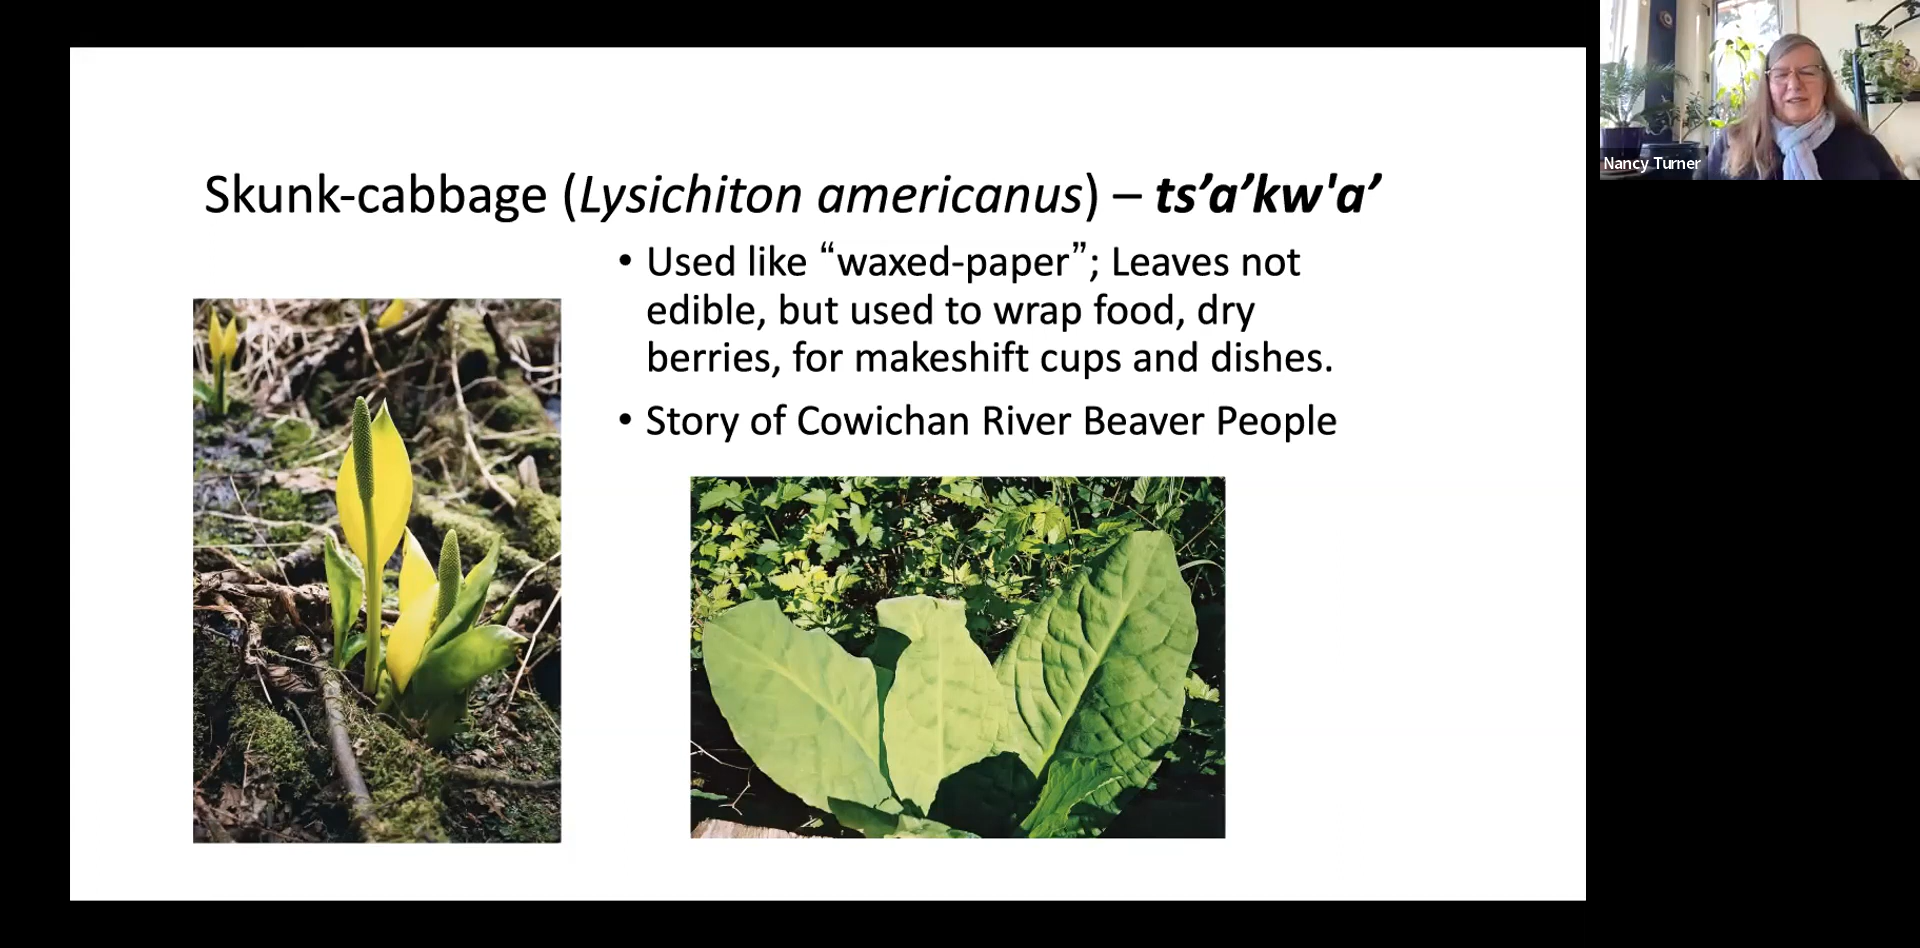 Skunk-cabbage (Lysichiton americanus) – ts’a’kw'a’
• Used like “waxed-paper”; Leaves not
edible, but used to wrap food, dry
berries, for makeshift cups and dishes.
• Story of Cowichan River Beaver People
Nancy Turner